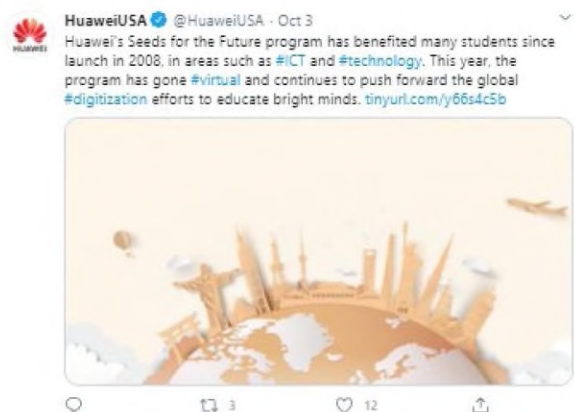 HuaweiUSA @HuaweiUSA · Oct 3
Huawei's Seeds for the Future program has benefited many students since
launch in 2008, in areas such as #ICT and #technology. This year, the
program has gone #virtual and continues to push forward the global
#digitization efforts to educate bright minds. tinyurl.com/y66s4c5b
HUAWEI
3
12